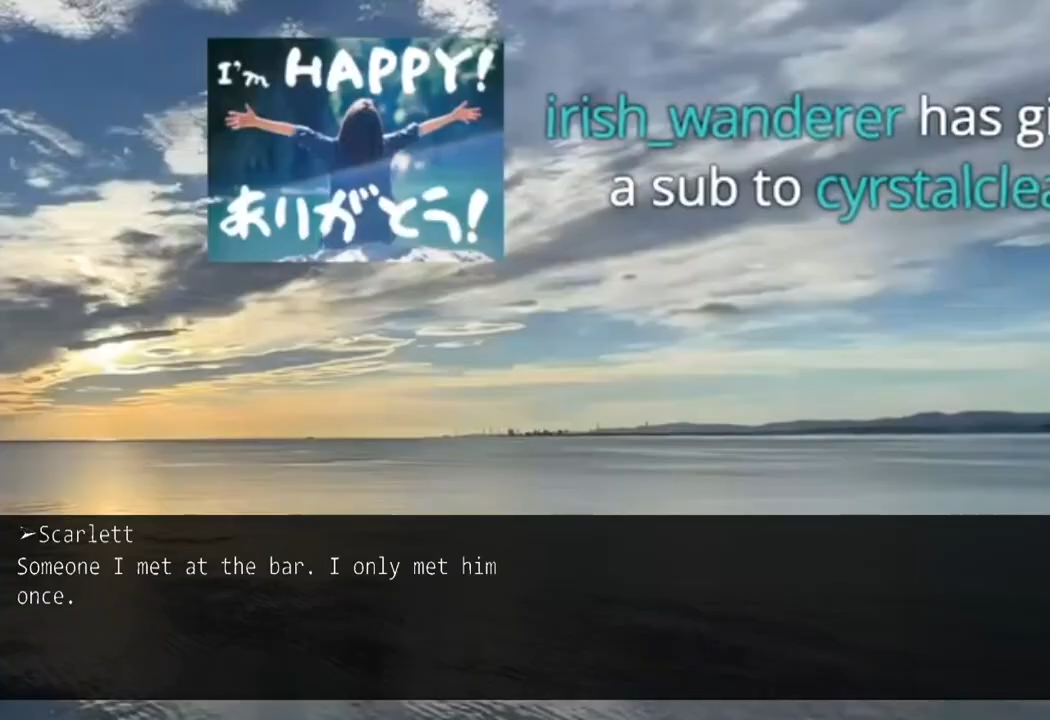 I'm HAPPY!
ありがとう!
irish_wanderer has gi
a sub to cyrstalclea
➢Scarlett
Someone I met at the bar. I only met him
once.